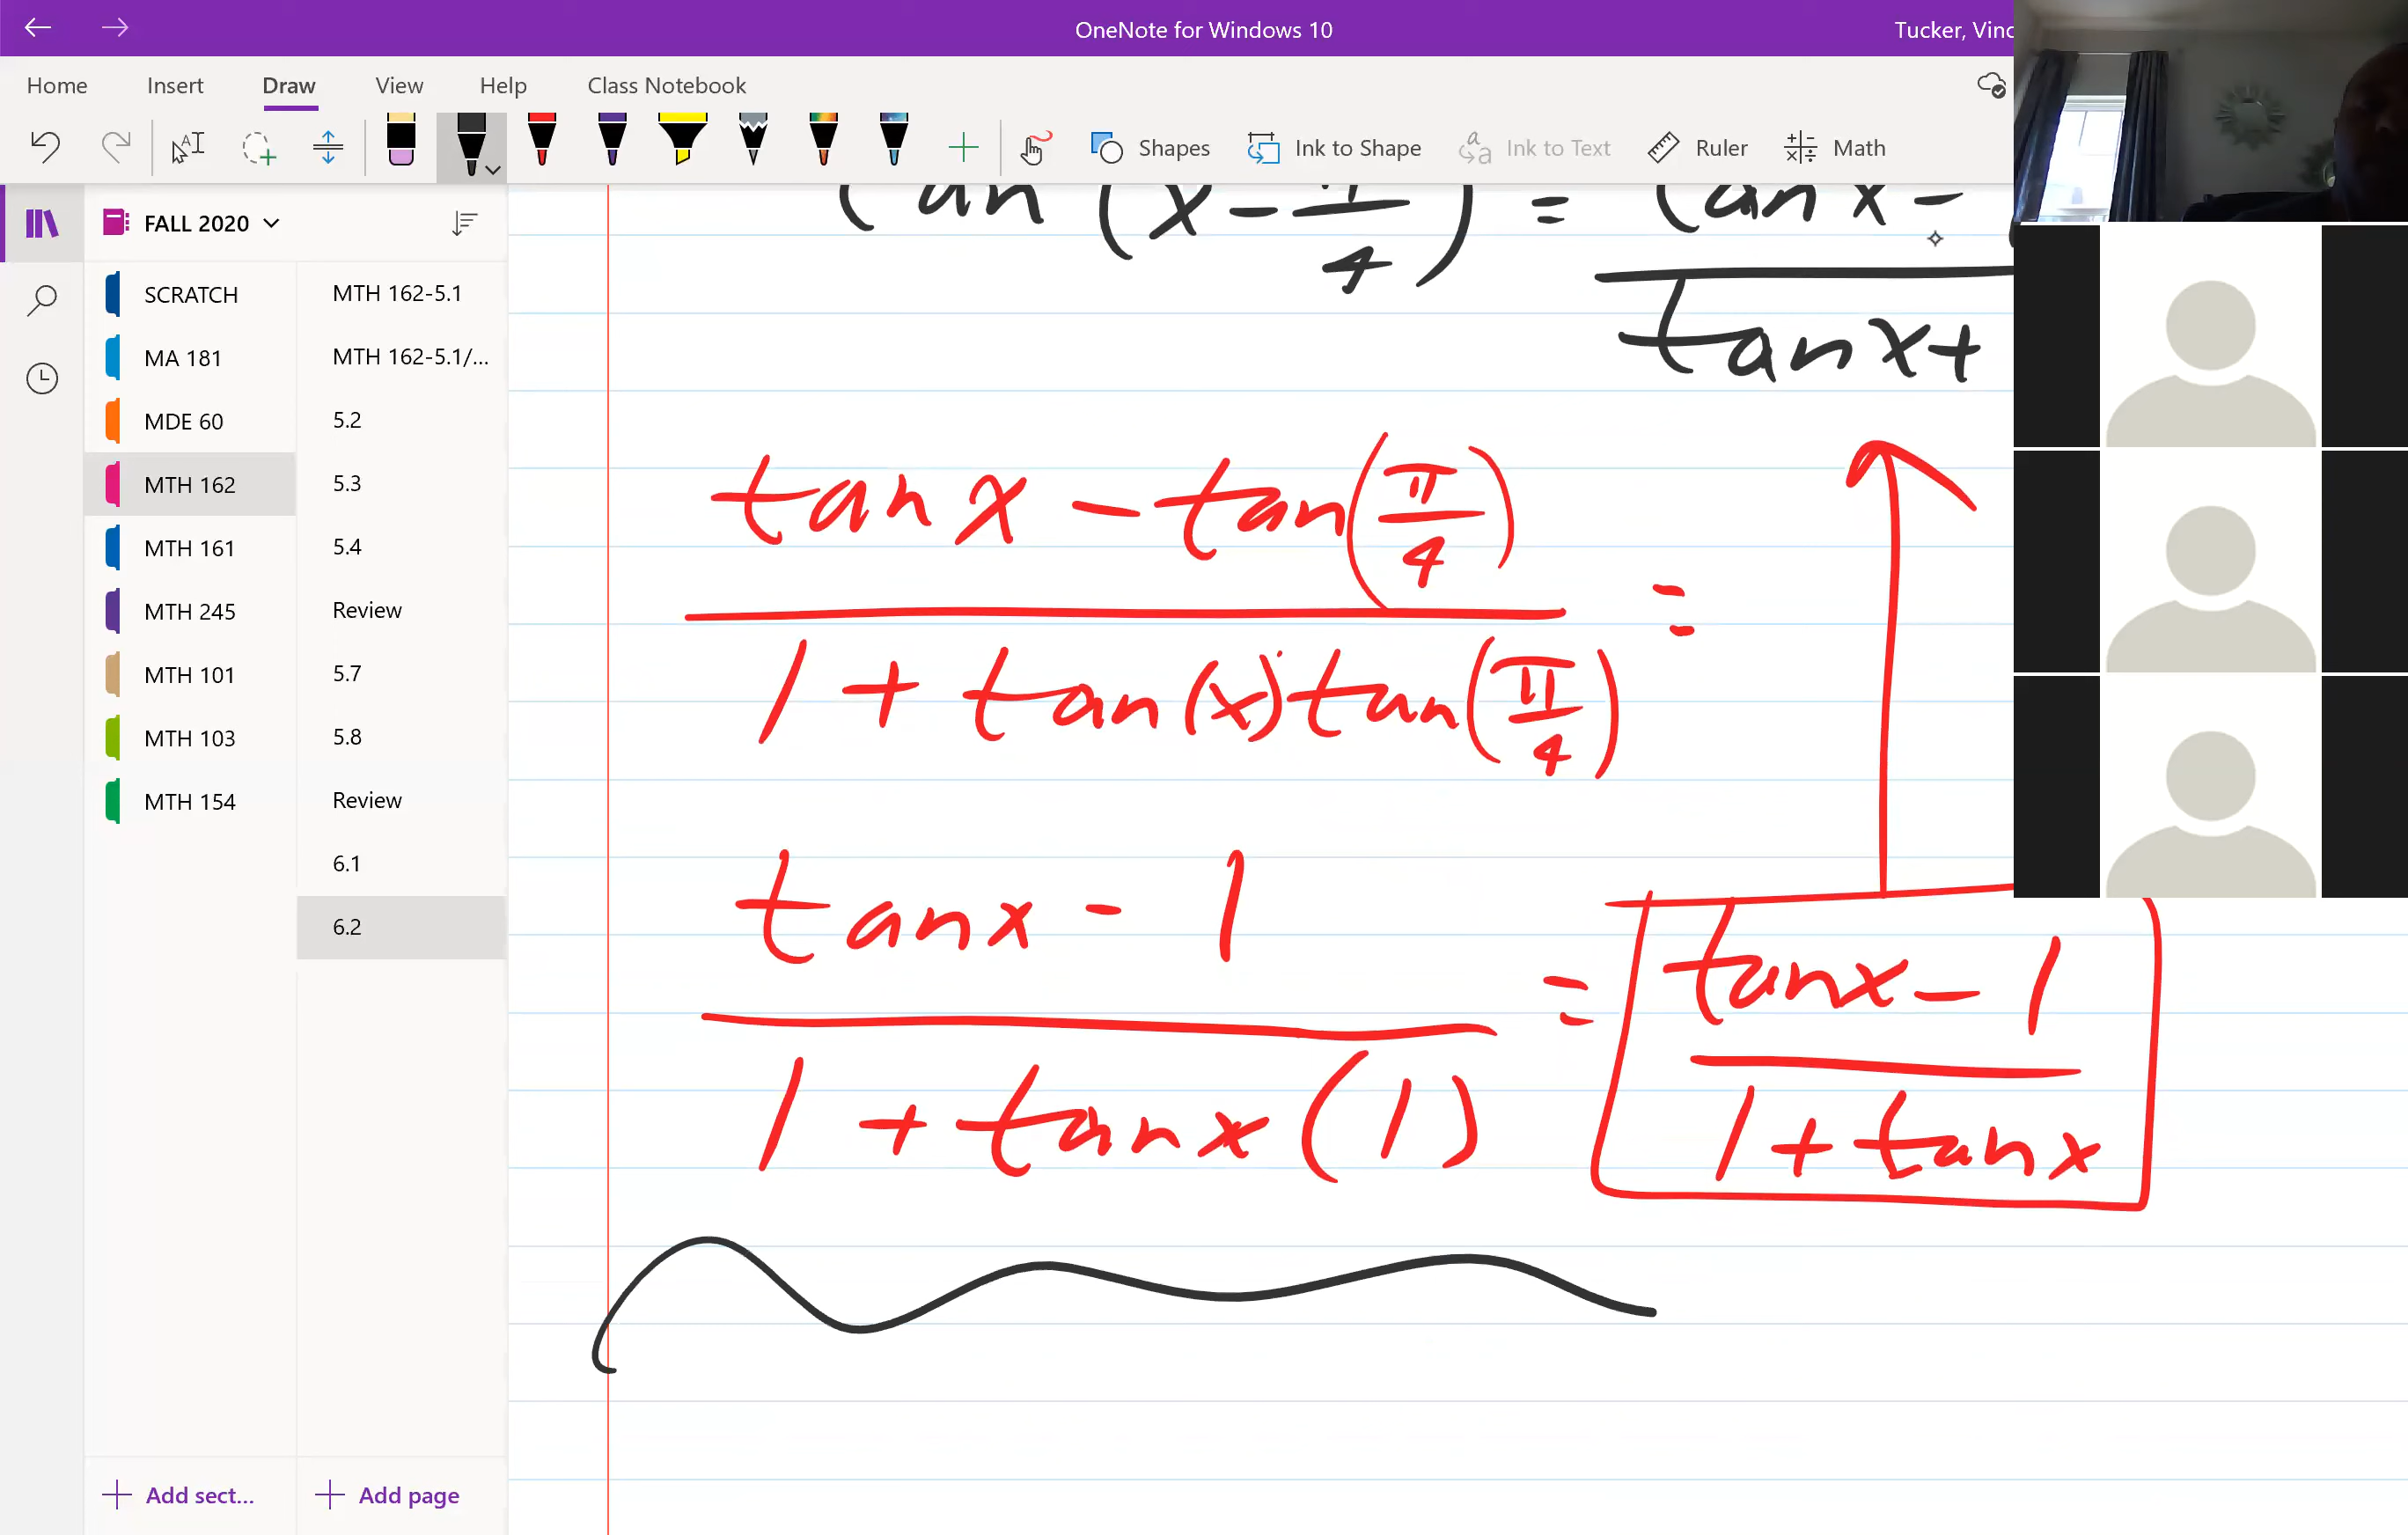 OneNote for Windows 10
Tucker, Vinc
Home Insert Draw View Help Class Notebook
Shapes Ink to Shape Ink to Text Ruler Math
FALL 2020
SCRATCH
MA 181
MDE 60
MTH 162
MTH 161
MTH 245
MTH 101
MTH 103
MTH 154
Add sect...
MTH 162-5.1
MTH 162-5.1/...
5.2
5.3
5.4
Review
5.7
5.8
Review
6.1
6.2
Add page
tan (x - π/4) = tan x - / tan x +
tan x - tan(π/4) / 1 + tan(x) tan(π/4) =
tan x - 1 / 1 + tan x (1) = tan x - 1 / 1 + tan x